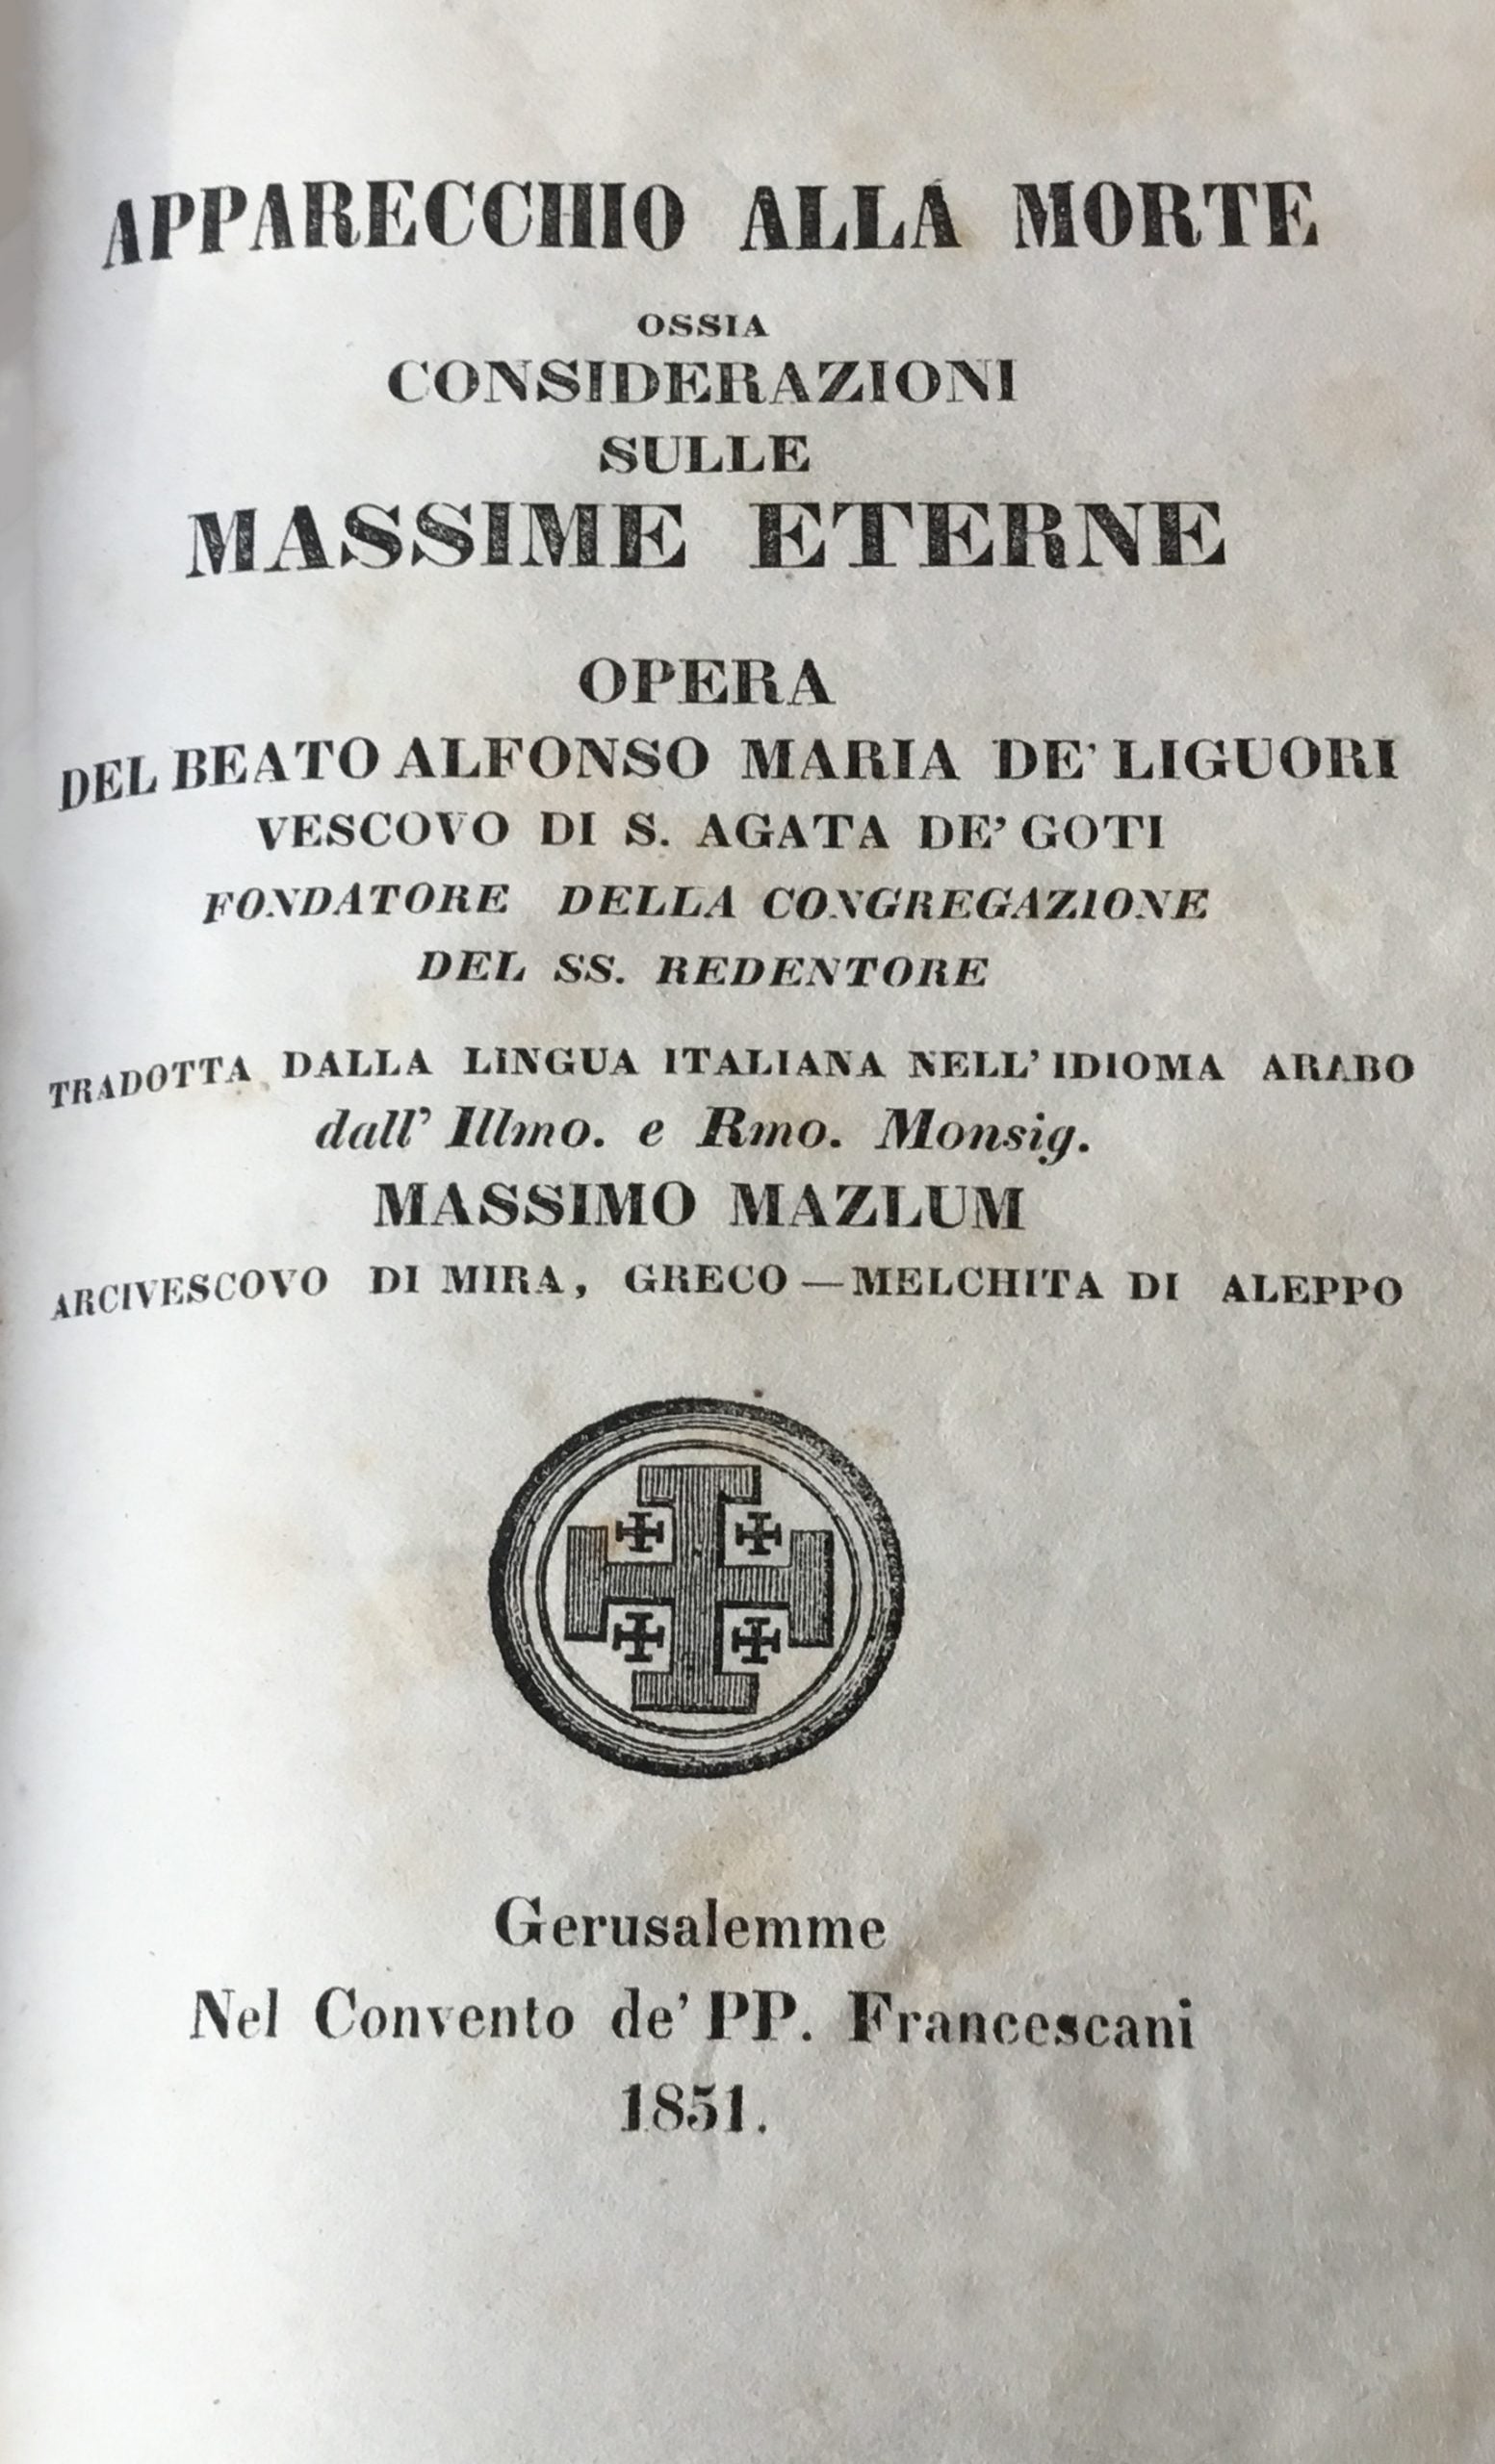 APPARECCHIO ALLA MORTE
OSSIA
CONSIDERAZIONI
SULLE
MASSIME ETERNE
OPERA
DEL BEATO ALFONSO MARIA DE' LIGUORI
VESCOVO DI S. AGATA DE' GOTI
FONDATORE DELLA CONGREGAZIONE
DEL SS. REDENTORE
TRADOTTA DALLA LINGUA ITALIANA NELL' IDIOMA ARABO
dall' Illmo. e Rmo. Monsig.
MASSIMO MAZLUM
ARCIVESCOVO DI MIRA, GRECO—MELCHITA DI ALEPPO
Gerusalemme
Nel Convento de' PP. Francescani
1851.